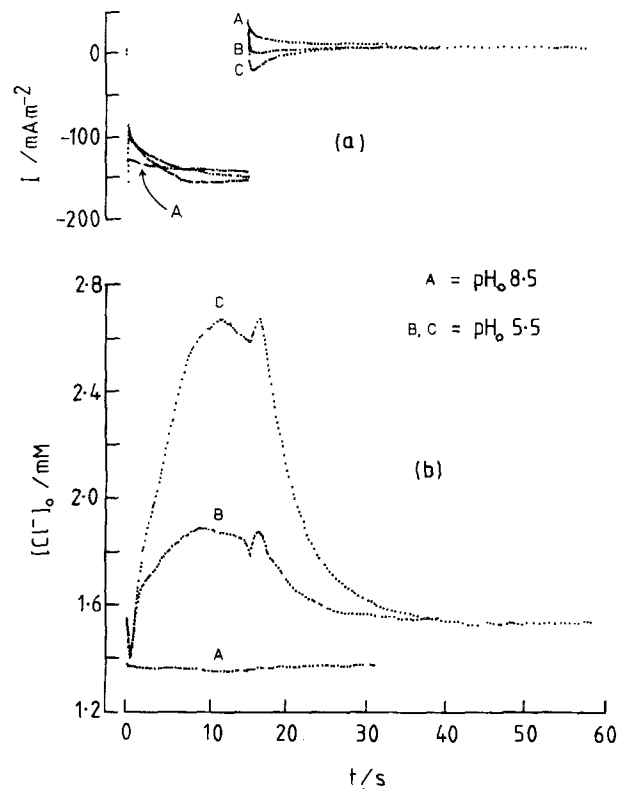 A
0
B
C
I /mAm⁻²
-100
(a)
A
-200
2·8
C
A = pHₒ 8·5
B, C = pHₒ 5·5
2·4
[Cl⁻]ₒ /mM
(b)
2·0
B
1·6
A
1·2
0 10 20 30 40 50 60
t/s